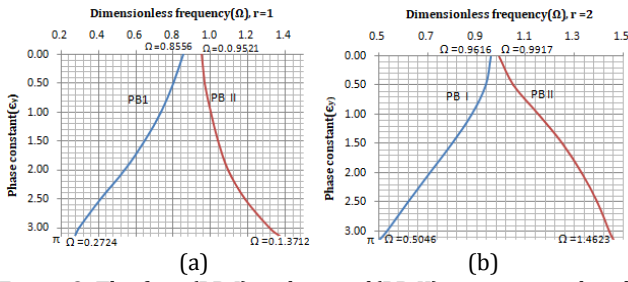 Dimensionless frequency(Ω), r=1
0.2 0.4 0.6 0.8 1.0 1.2 1.4
Ω=0.8556 Ω=0.0.9521
Phase constant(ϵy)
0.00
0.50
1.00
1.50
2.00
2.50
3.00
π
PB1
PB II
Ω=0.2724
Ω=0.1.3712
(a)
Dimensionless frequency(Ω), r =2
0.5 0.7 0.9 1.1 1.3 1.5
Ω=0.9616 Ω=0.9917
Phase constant(ϵy)
0.00
0.50
1.00
1.50
2.00
2.50
3.00
π
PB I
PB II
Ω=0.5046
Ω=1.4623
(b)